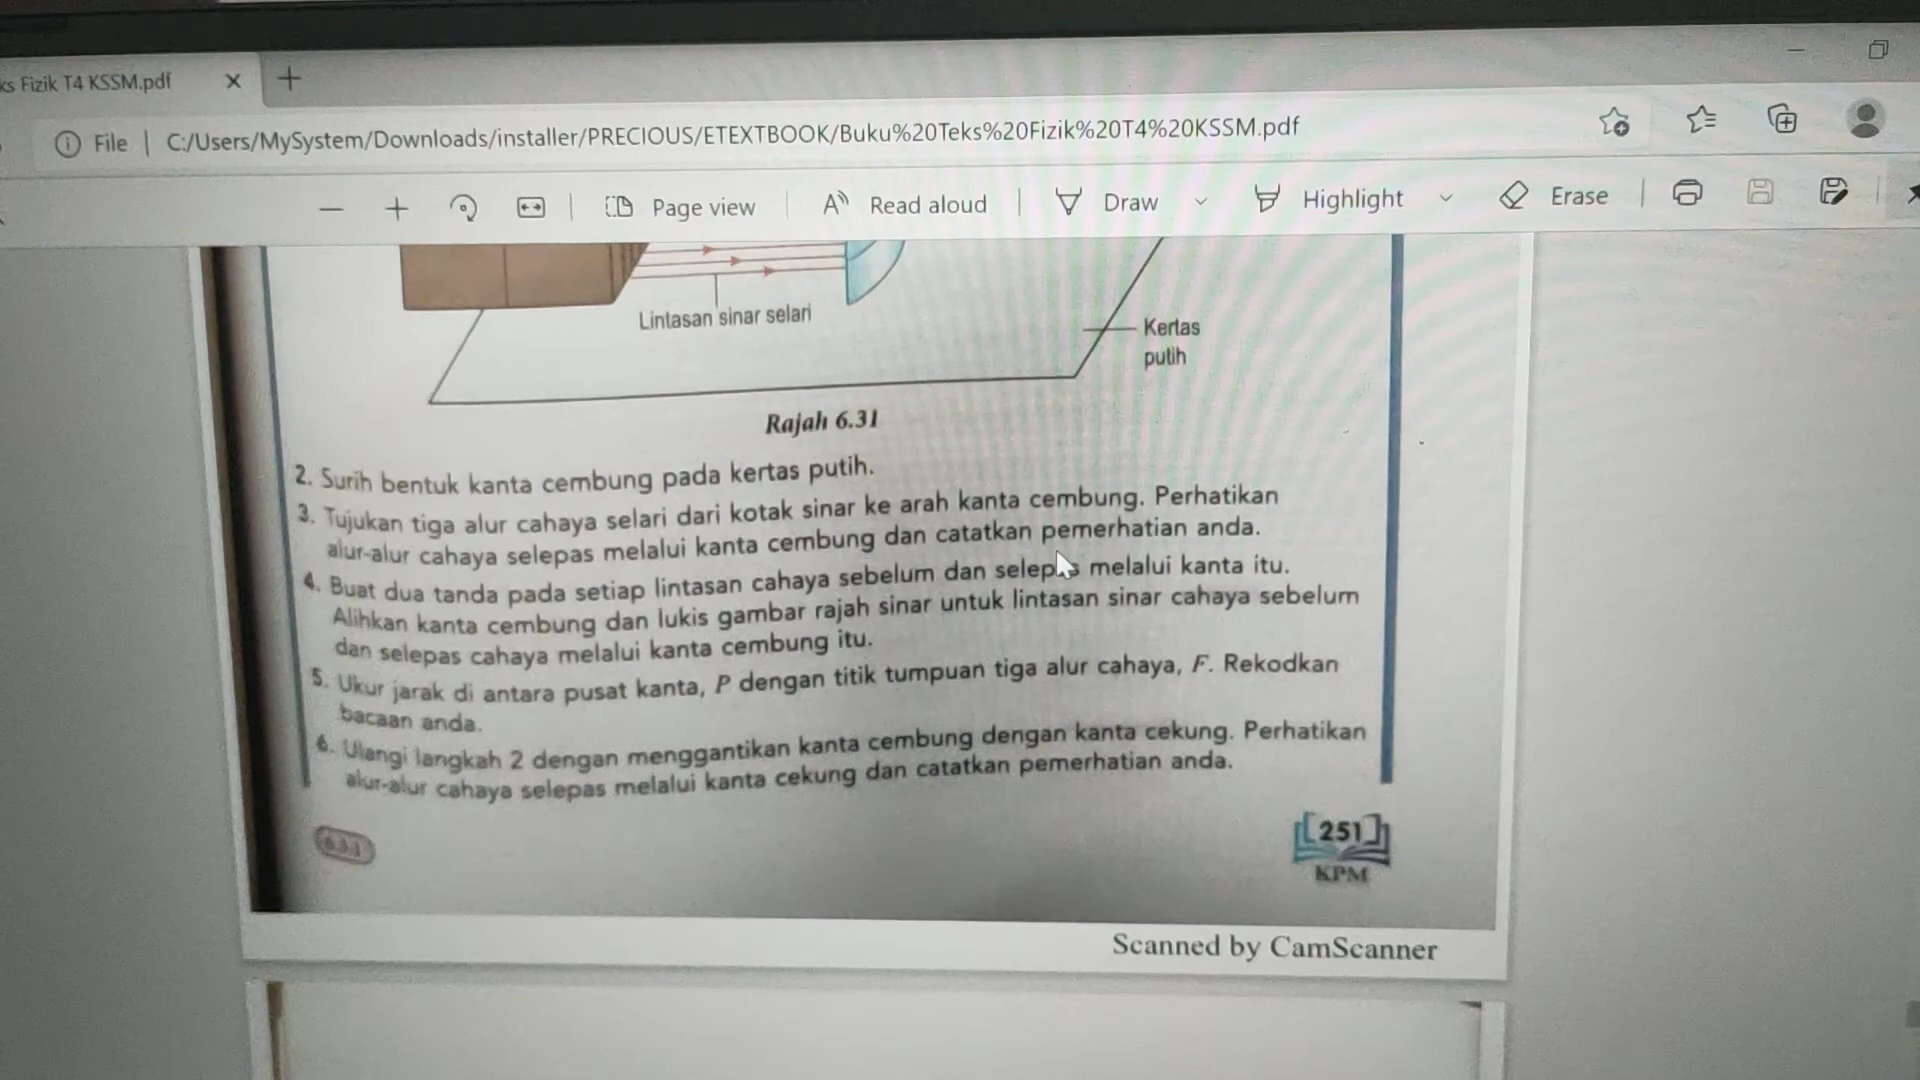 ks Fizik T4 KSSM.pdf
File | C:/Users/MySystem/Downloads/installer/PRECIOUS/ETEXTBOOK/Buku%20Teks%20Fizik%20T4%20KSSM.pdf
Page view
Read aloud
Draw
Highlight
Erase
Lintasan sinar selari
Kertas
putih
Rajah 6.31
2. Surih bentuk kanta cembung pada kertas putih.
3. Tujukan tiga alur cahaya selari dari kotak sinar ke arah kanta cembung. Perhatikan
alur-alur cahaya selepas melalui kanta cembung dan catatkan pemerhatian anda.
4. Buat dua tanda pada setiap lintasan cahaya sebelum dan selepas melalui kanta itu.
Alihkan kanta cembung dan lukis gambar rajah sinar untuk lintasan sinar cahaya sebelum
dan selepas cahaya melalui kanta cembung itu.
5. Ukur jarak di antara pusat kanta, P dengan titik tumpuan tiga alur cahaya, F. Rekodkan
bacaan anda.
6. Ulangi langkah 2 dengan menggantikan kanta cembung dengan kanta cekung. Perhatikan
alur-alur cahaya selepas melalui kanta cekung dan catatkan pemerhatian anda.
6.3.1
251
KPM
Scanned by CamScanner